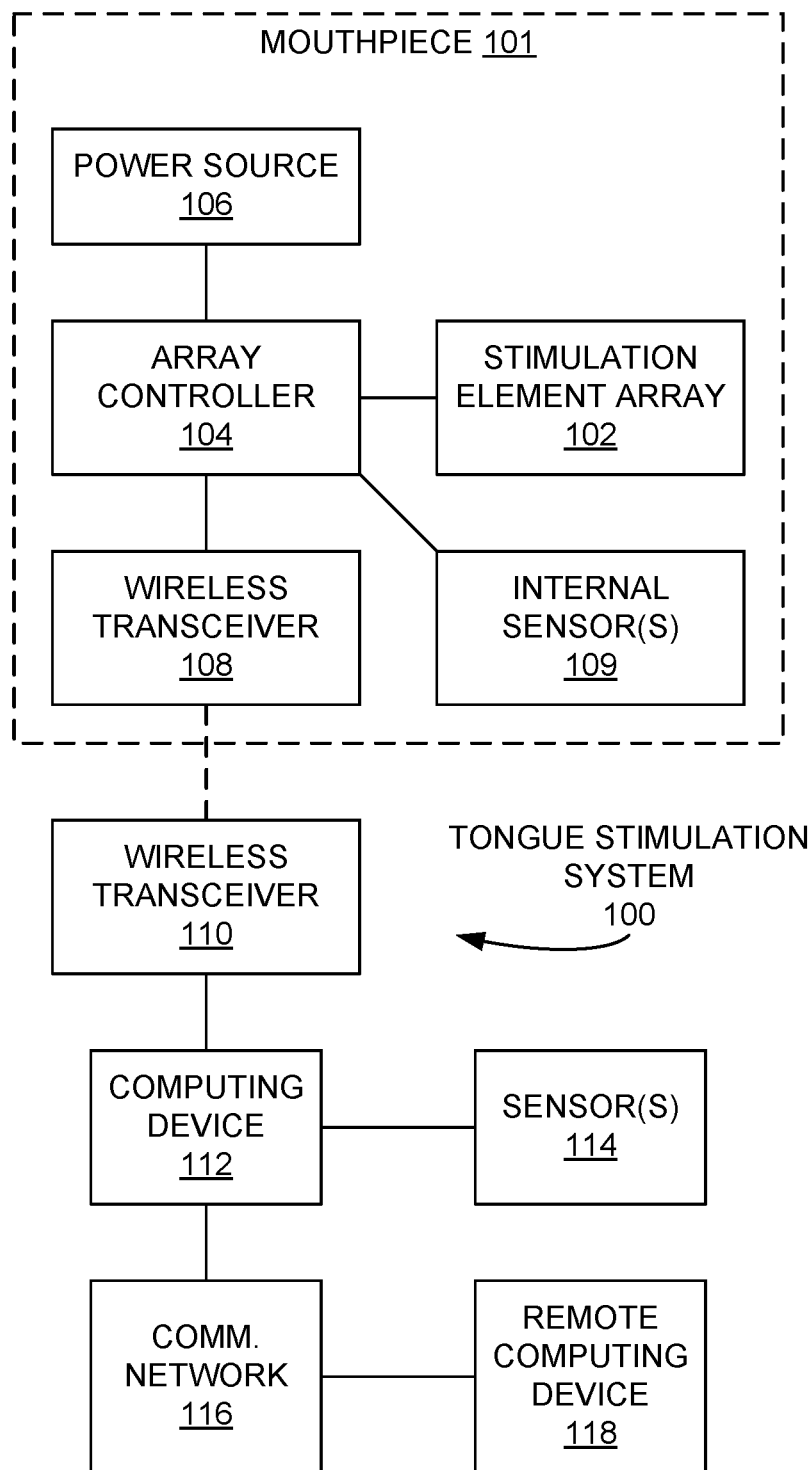 MOUTHPIECE 101
POWER SOURCE
106
ARRAY
CONTROLLER
104
STIMULATION
ELEMENT ARRAY
102
WIRELESS
TRANSCEIVER
108
INTERNAL
SENSOR(S)
109
WIRELESS
TRANSCEIVER
110
TONGUE STIMULATION
SYSTEM
100
COMPUTING
DEVICE
112
SENSOR(S)
114
COMM.
NETWORK
116
REMOTE
COMPUTING
DEVICE
118